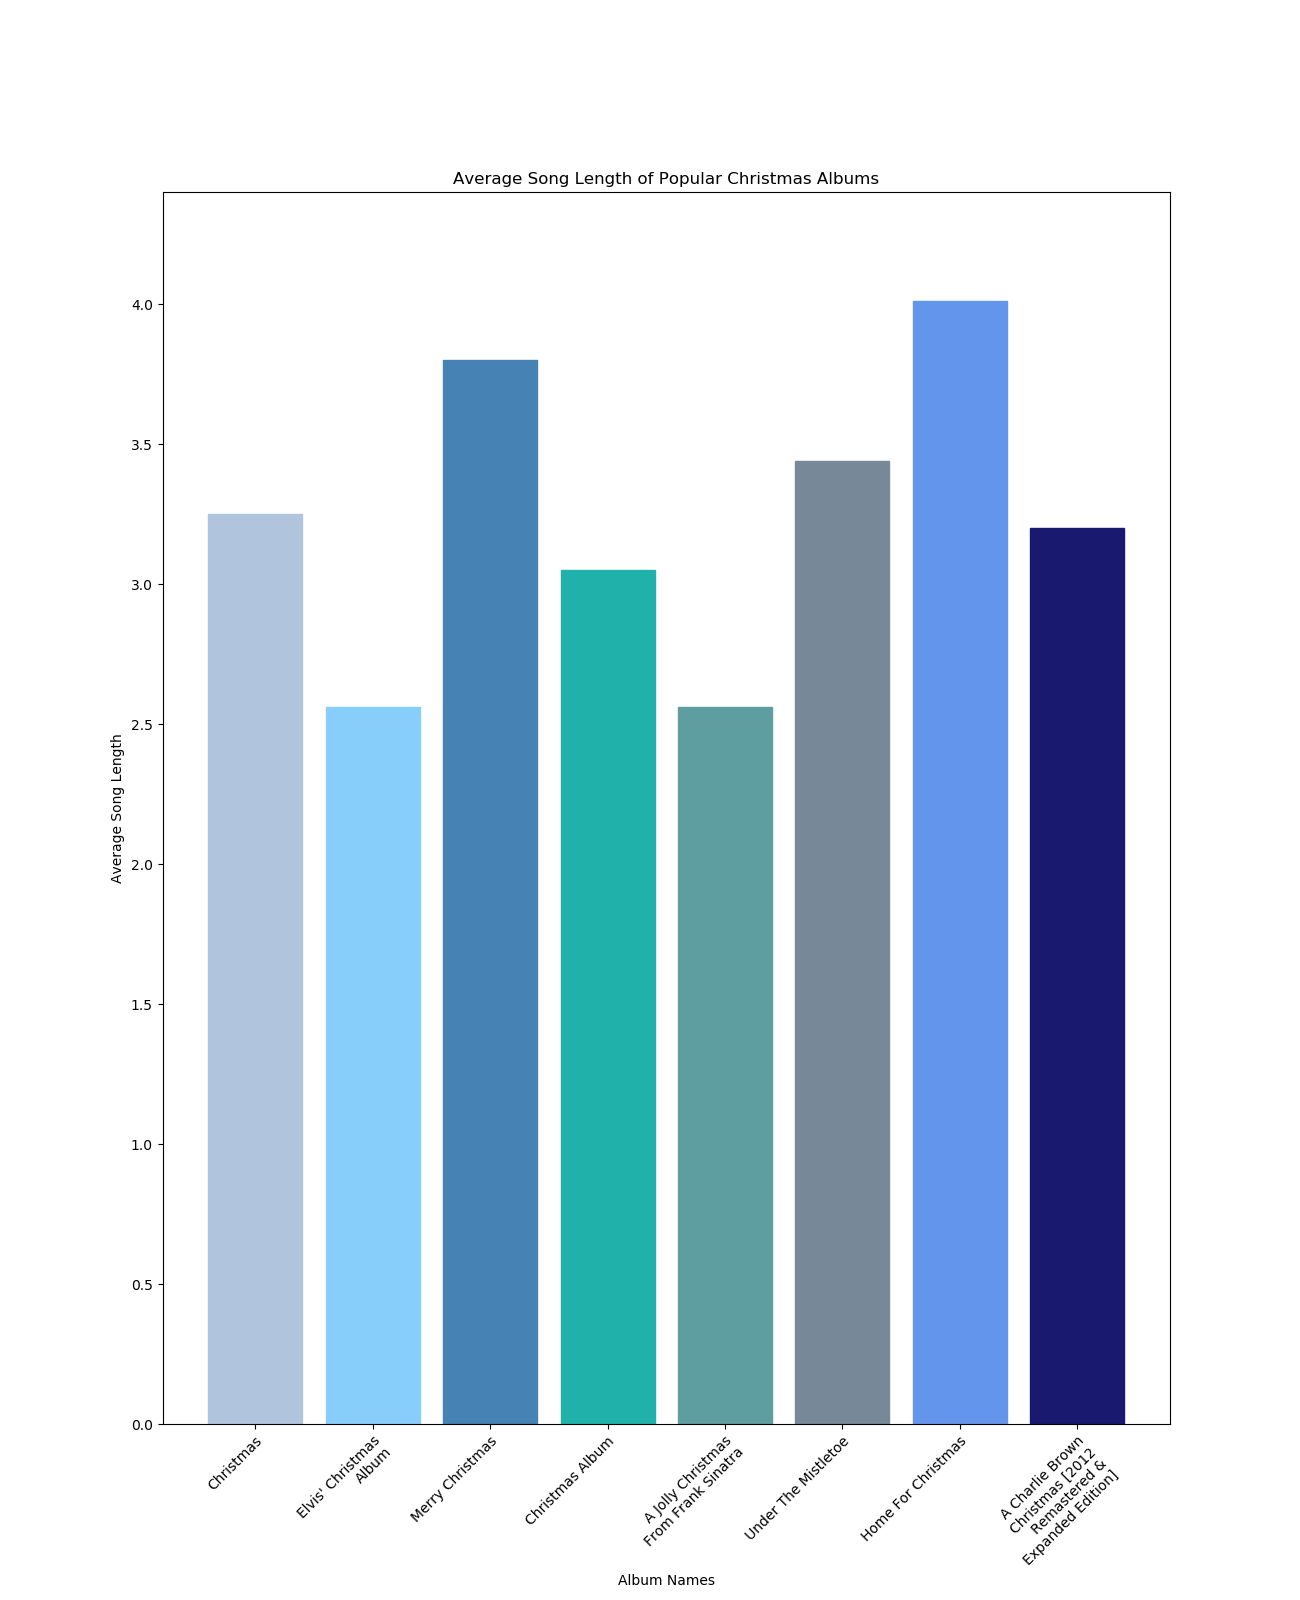 Average Song Length of Popular Christmas Albums
4.0
3.5
3.0
2.5
2.0
1.5
1.0
0.5
0.0
Average Song Length
Christmas
Elvis' Christmas
Album
Merry Christmas
Christmas Album
A Jolly Christmas
From Frank Sinatra
Under The Mistletoe
Home For Christmas
A Charlie Brown
Christmas [2012
Remastered &
Expanded Edition]
Album Names